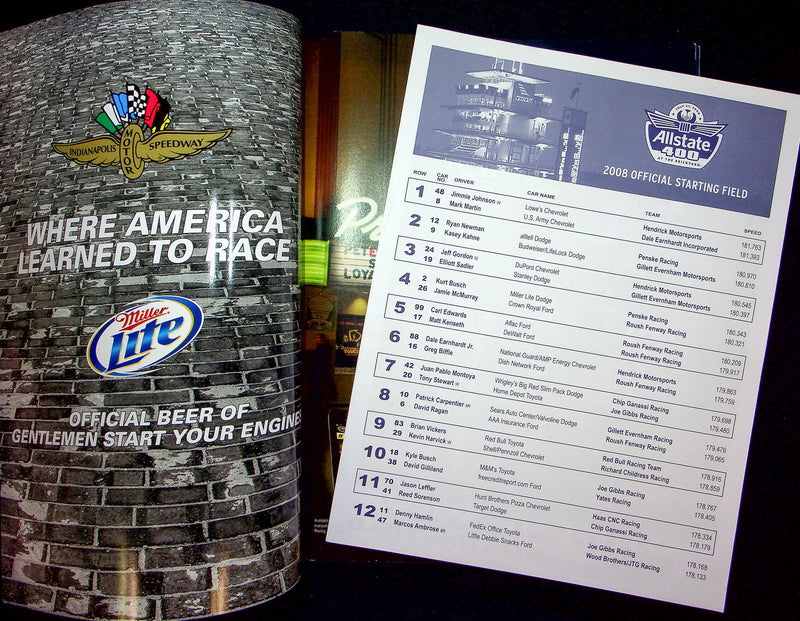 INDIANAPOLIS MOTOR SPEEDWAY
WHERE AMERICA
LEARNED TO RACE
Miller
Lite
OFFICIAL BEER OF
GENTLEMEN START YOUR ENGINE
LOYA
Allstate
400
AT THE BRICKYARD
2008 OFFICIAL STARTING FIELD
ROW CAR NO. DRIVER CAR NAME TEAM SPEED
1 48 Jimmie Johnson Lowe's Chevrolet Hendrick Motorsports 181.763
8 Mark Martin U.S. Army Chevrolet Dale Earnhardt Incorporated 181.393
2 12 Ryan Newman alltell Dodge Penske Racing 180.970
9 Kasey Kahne Budweiser/LifeLock Dodge Gillett Evernham Motorsports 180.810
3 24 Jeff Gordon DuPont Chevrolet Hendrick Motorsports 180.545
19 Elliott Sadler Stanley Dodge Gillett Evernham Motorsports 180.397
4 2 Kurt Busch Miller Lite Dodge Penske Racing 180.343
26 Jamie McMurray Crown Royal Ford Roush Fenway Racing 180.321
5 99 Carl Edwards Aflac Ford Roush Fenway Racing 180.209
17 Matt Kenseth DeWalt Ford Roush Fenway Racing 179.917
6 88 Dale Earnhardt Jr. National Guard/AMP Energy Chevrolet Hendrick Motorsports 179.863
16 Greg Biffle Dish Network Ford Roush Fenway Racing 179.759
7 42 Juan Pablo Montoya Wrigley's Big Red Slim Pack Dodge Chip Ganassi Racing 179.698
20 Tony Stewart Home Depot Toyota Joe Gibbs Racing 179.480
8 10 Patrick Carpentier Sears Auto Center/Valvoline Dodge Gillett Evernham Racing 179.476
6 David Ragan AAA Insurance Ford Roush Fenway Racing 179.065
9 83 Brian Vickers Red Bull Toyota Red Bull Racing Team 178.916
29 Kevin Harvick Shell/Pennzoil Chevrolet Richard Childress Racing 178.859
10 18 Kyle Busch M&M's Toyota Joe Gibbs Racing 178.767
38 David Gilliland freecreditreport.com Ford Yates Racing 178.405
11 70 Jason Leffler Hunt Brothers Pizza Chevrolet Haas CNC Racing 178.334
41 Reed Sorenson Target Dodge Chip Ganassi Racing 178.179
12 11 Denny Hamlin FedEx Office Toyota Joe Gibbs Racing 178.168
47 Marcos Ambrose Little Debbie Snacks Ford Wood Brothers/JTG Racing 178.133